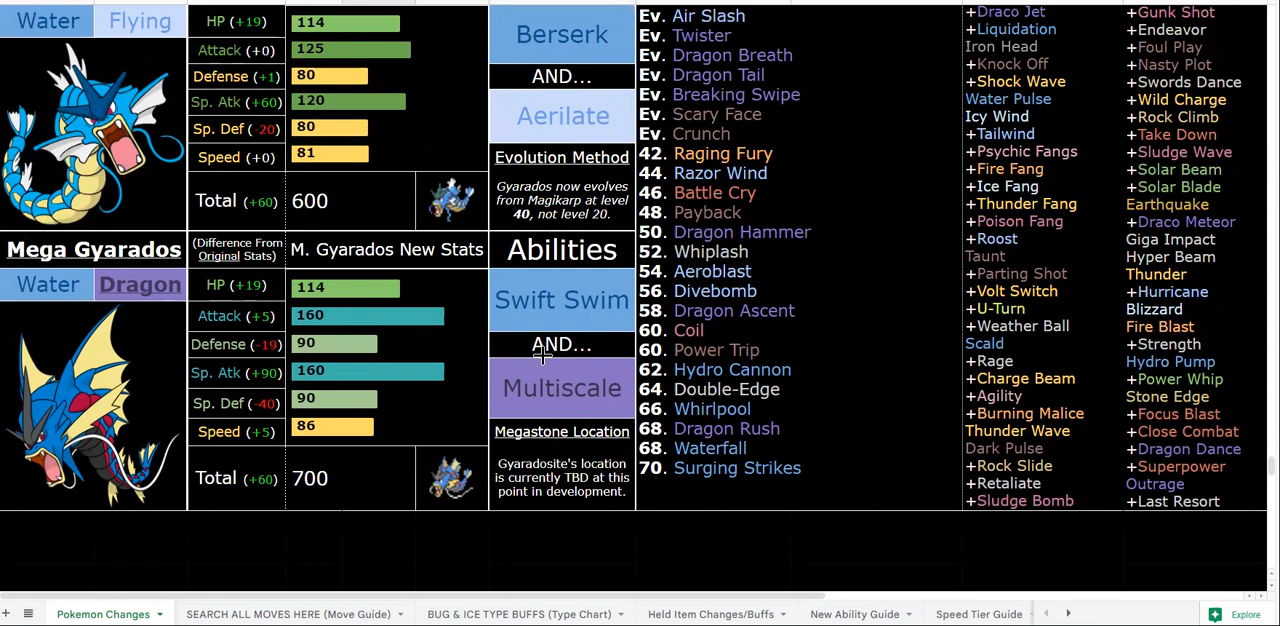 Water Flying
HP (+19) 114
Attack (+0) 125
Defense (+1) 80
Sp. Atk (+60) 120
Sp. Def (-20) 80
Speed (+0) 81
Total (+60) 600
Berserk
AND...
Aerilate
Evolution Method
Gyarados now evolves
from Magikarp at level
40, not level 20.
Mega Gyarados
(Difference From
Original Stats)
M. Gyarados New Stats
Abilities
Water Dragon
HP (+19) 114
Attack (+5) 160
Defense (-19) 90
Sp. Atk (+90) 160
Sp. Def (-40) 90
Speed (+5) 86
Total (+60) 700
Swift Swim
AND...
Multiscale
Megastone Location
Gyaradosite's location
is currently TBD at this
point in development.
Ev. Air Slash
Ev. Twister
Ev. Dragon Breath
Ev. Dragon Tail
Ev. Breaking Swipe
Ev. Scary Face
Ev. Crunch
42. Raging Fury
44. Razor Wind
46. Battle Cry
48. Payback
50. Dragon Hammer
52. Whiplash
54. Aeroblast
56. Divebomb
58. Dragon Ascent
60. Coil
60. Power Trip
62. Hydro Cannon
64. Double-Edge
66. Whirlpool
68. Dragon Rush
68. Waterfall
70. Surging Strikes
+Draco Jet
+Liquidation
Iron Head
+Knock Off
+Shock Wave
Water Pulse
Icy Wind
+Tailwind
+Psychic Fangs
+Fire Fang
+Ice Fang
+Thunder Fang
+Poison Fang
+Roost
Taunt
+Parting Shot
+Volt Switch
+U-Turn
+Weather Ball
Scald
+Rage
+Charge Beam
+Agility
+Burning Malice
Thunder Wave
Dark Pulse
+Rock Slide
+Retaliate
+Sludge Bomb
+Gunk Shot
+Endeavor
+Foul Play
+Nasty Plot
+Swords Dance
+Wild Charge
+Rock Climb
+Take Down
+Sludge Wave
+Solar Beam
+Solar Blade
Earthquake
+Draco Meteor
Giga Impact
Hyper Beam
Thunder
+Hurricane
Blizzard
Fire Blast
+Strength
Hydro Pump
+Power Whip
Stone Edge
+Focus Blast
+Close Combat
+Dragon Dance
+Superpower
Outrage
+Last Resort
Pokemon Changes
SEARCH ALL MOVES HERE (Move Guide)
BUG & ICE TYPE BUFFS (Type Chart)
Held Item Changes/Buffs
New Ability Guide
Speed Tier Guide
Explore